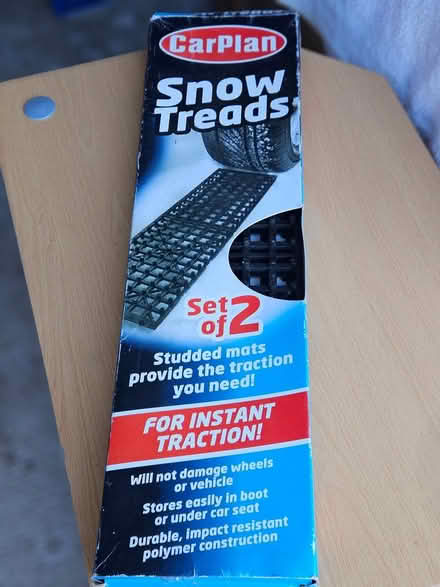 CarPlan
Snow
Treads
Set
of 2
Studded mats
provide the traction
you need!
FOR INSTANT
TRACTION!
Will not damage wheels
or vehicle
Stores easily in boot
or under car seat
Durable, impact resistant
polymer construction